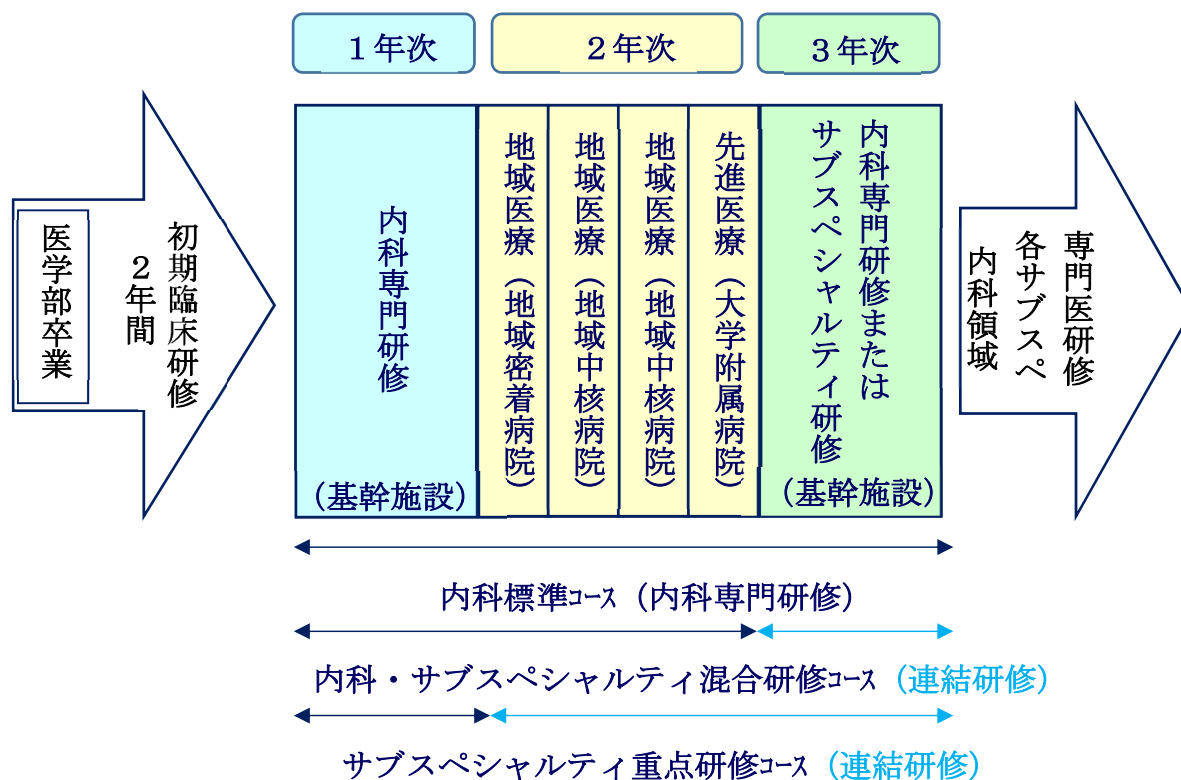 1年次
2年次
3年次
医学部卒業
初期臨床研修
2年間
内科専門研修
(基幹施設)
地域医療(地域密着病院)
地域医療(地域中核病院)
地域医療(地域中核病院)
先進医療(大学附属病院)
内科専門研修または
サブスペシャルティ研修
(基幹施設)
専門医研修
各サブスペ
内科領域
内科標準コース(内科専門研修)
内科・サブスペシャルティ混合研修コース(連結研修)
サブスペシャルティ重点研修コース(連結研修)